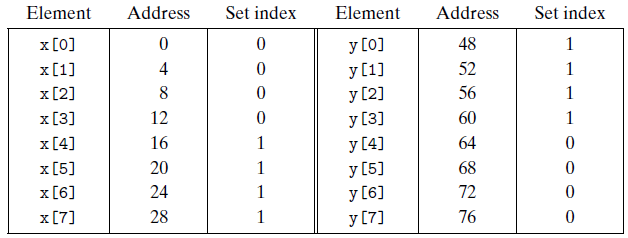 Element Address Set index Element Address Set index
x[0] 0 0 y[0] 48 1
x[1] 4 0 y[1] 52 1
x[2] 8 0 y[2] 56 1
x[3] 12 0 y[3] 60 1
x[4] 16 1 y[4] 64 0
x[5] 20 1 y[5] 68 0
x[6] 24 1 y[6] 72 0
x[7] 28 1 y[7] 76 0